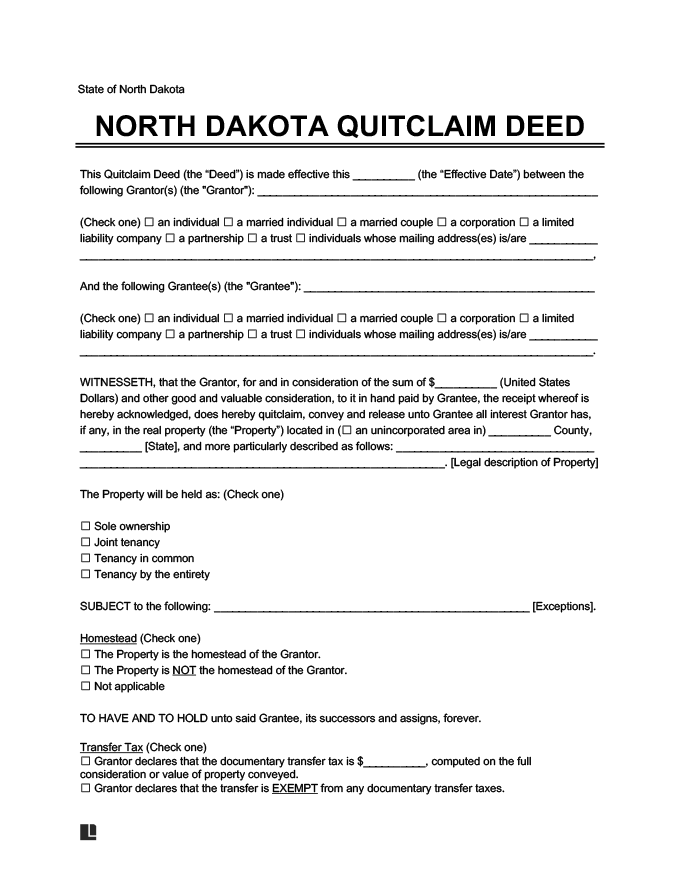 State of North Dakota
NORTH DAKOTA QUITCLAIM DEED
This Quitclaim Deed (the “Deed”) is made effective this __________ (the “Effective Date”) between the
following Grantor(s) (the "Grantor"): _______________________________________________________
(Check one) ☐ an individual ☐ a married individual ☐ a married couple ☐ a corporation ☐ a limited
liability company ☐ a partnership ☐ a trust ☐ individuals whose mailing address(es) is/are ___________
___________________________________________________________________________________,
And the following Grantee(s) (the "Grantee"): _______________________________________________
(Check one) ☐ an individual ☐ a married individual ☐ a married couple ☐ a corporation ☐ a limited
liability company ☐ a partnership ☐ a trust ☐ individuals whose mailing address(es) is/are ___________
___________________________________________________________________________________.
WITNESSETH, that the Grantor, for and in consideration of the sum of $__________ (United States
Dollars) and other good and valuable consideration, to it in hand paid by Grantee, the receipt whereof is
hereby acknowledged, does hereby quitclaim, convey and release unto Grantee all interest Grantor has,
if any, in the real property (the “Property”) located in (☐ an unincorporated area in) __________ County,
__________ [State], and more particularly described as follows: ________________________________
___________________________________________________________. [Legal description of Property]
The Property will be held as: (Check one)
☐ Sole ownership
☐ Joint tenancy
☐ Tenancy in common
☐ Tenancy by the entirety
SUBJECT to the following: ___________________________________________________ [Exceptions].
Homestead (Check one)
☐ The Property is the homestead of the Grantor.
☐ The Property is NOT the homestead of the Grantor.
☐ Not applicable
TO HAVE AND TO HOLD unto said Grantee, its successors and assigns, forever.
Transfer Tax (Check one)
☐ Grantor declares that the documentary transfer tax is $__________, computed on the full
consideration or value of property conveyed.
☐ Grantor declares that the transfer is EXEMPT from any documentary transfer taxes.